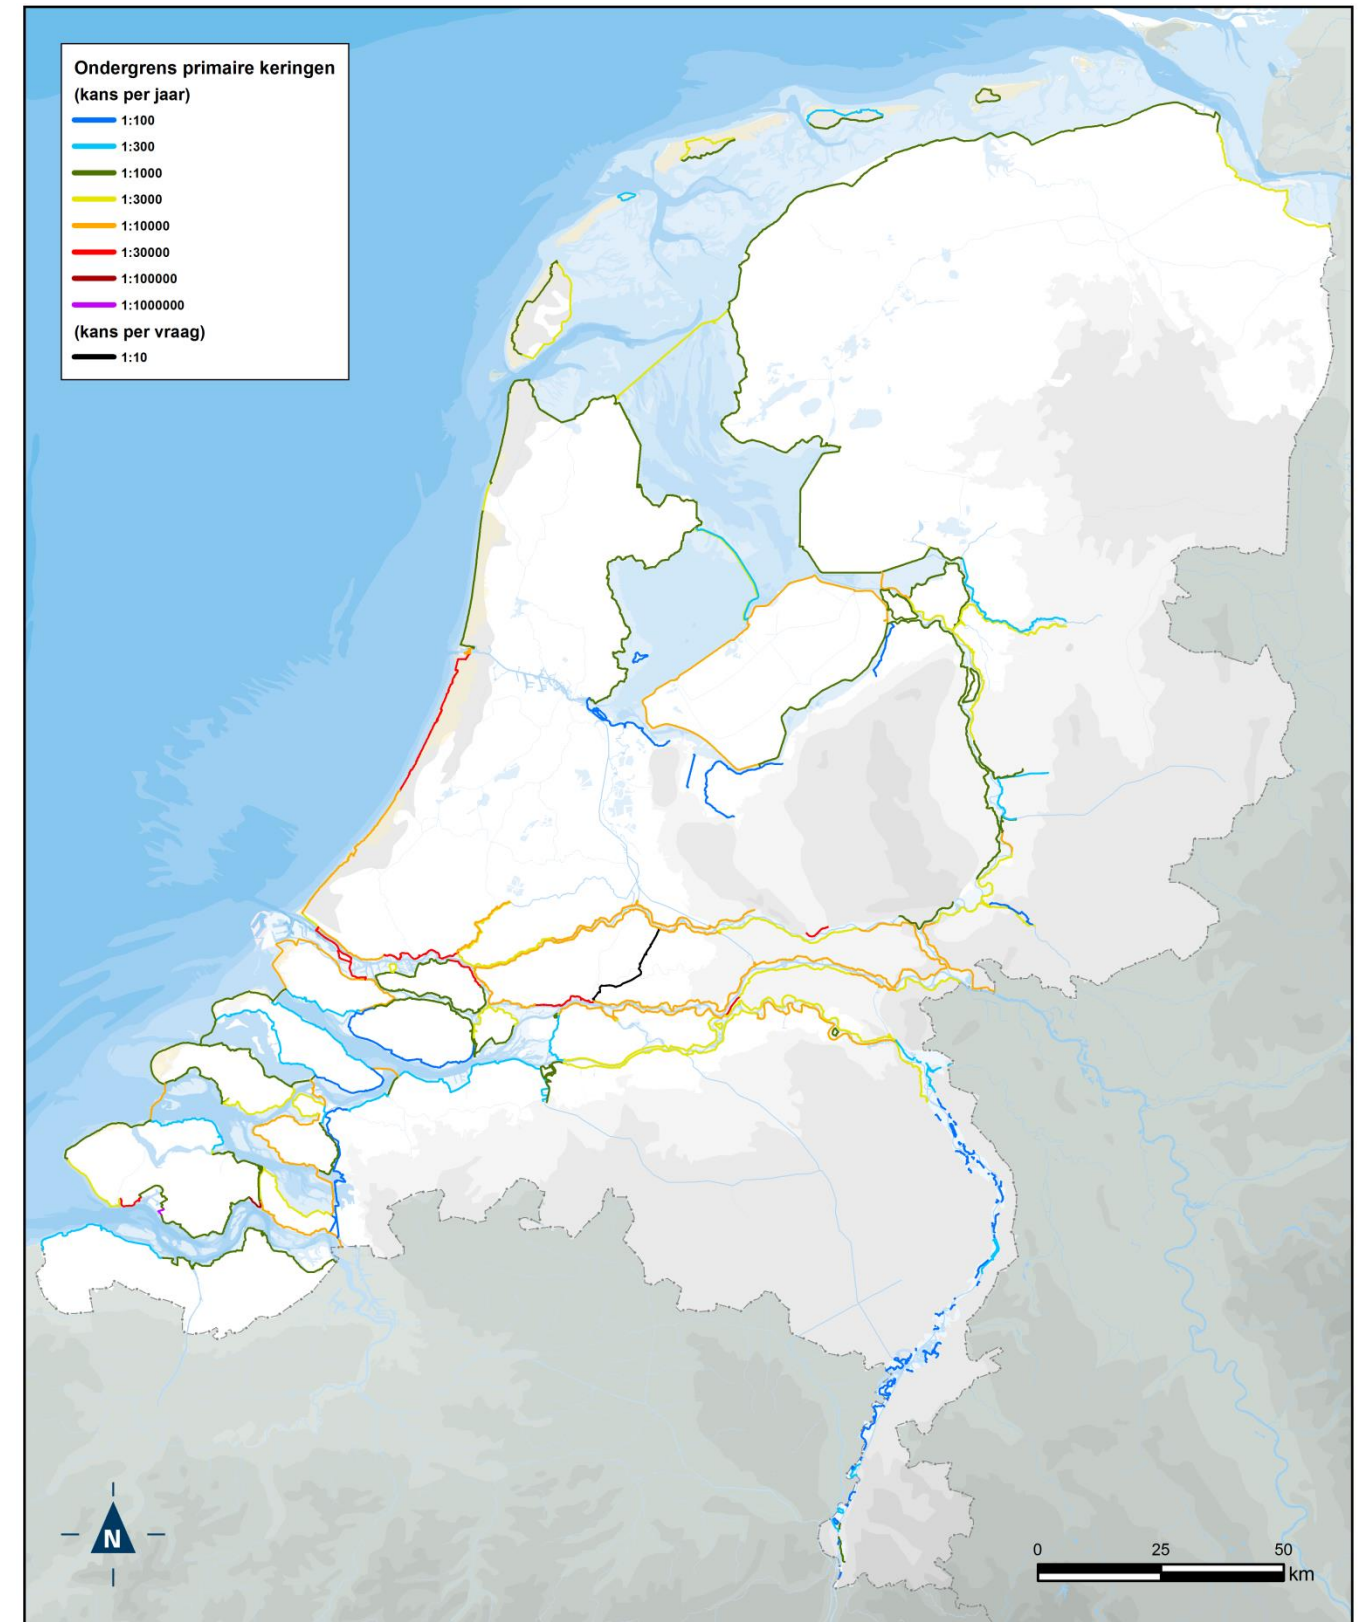 Ondergrens primaire keringen
(kans per jaar)
1:100
1:300
1:1000
1:3000
1:10000
1:30000
1:100000
1:1000000
(kans per vraag)
1:10
N
0 25 50
km